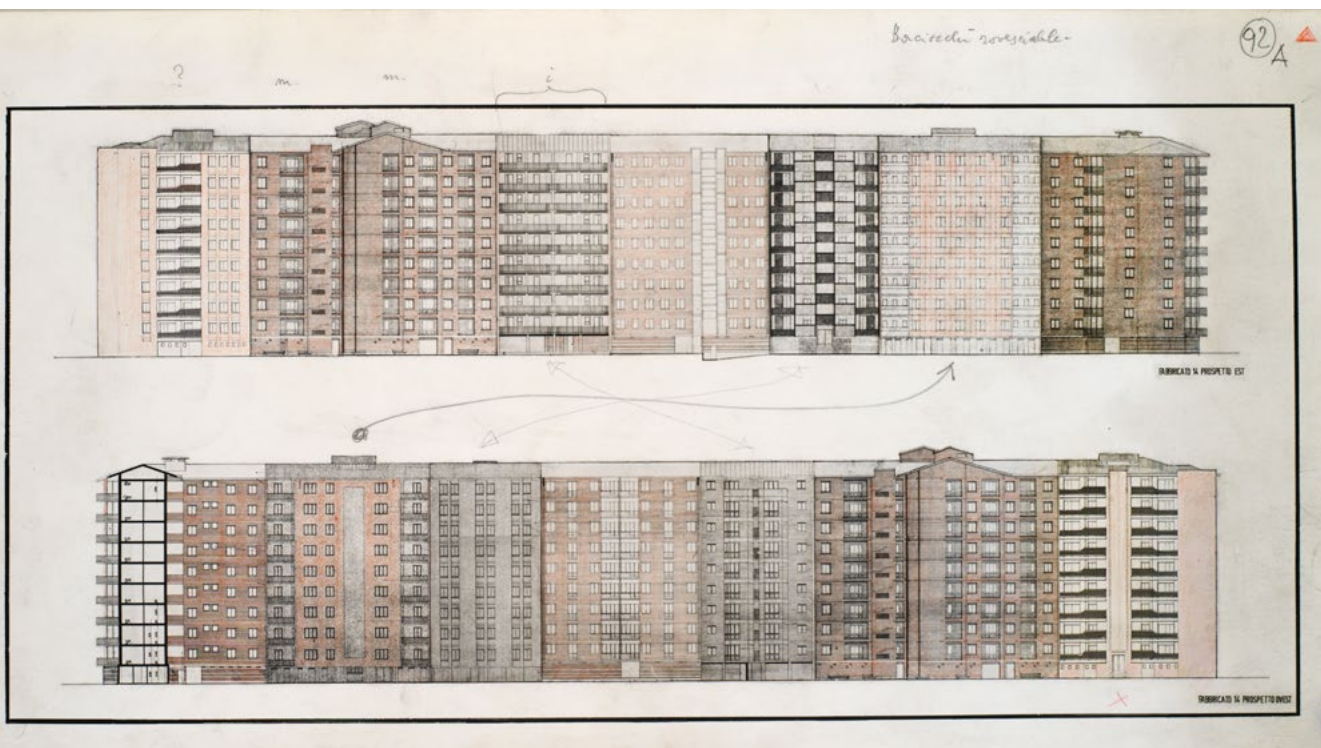 92
A
?
m.
m.
i
FABBRICATO 14 PROSPETTO EST
FABBRICATO 14 PROSPETTO OVEST